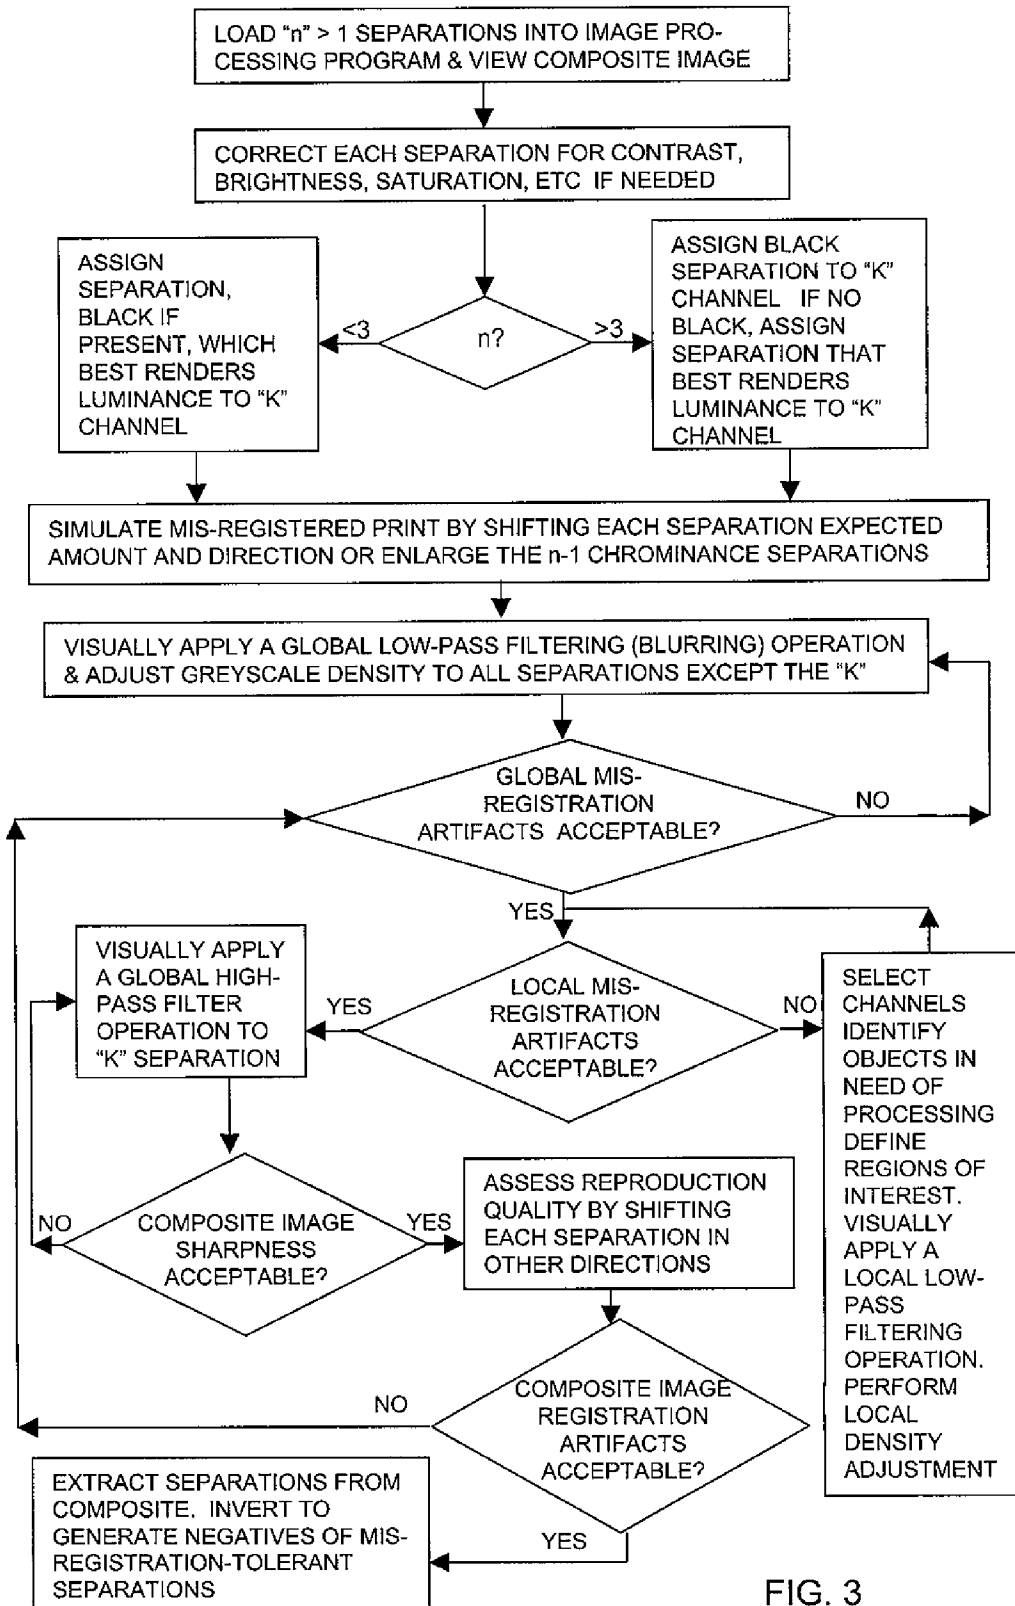 LOAD “n” > 1 SEPARATIONS INTO IMAGE PRO-
CESSING PROGRAM & VIEW COMPOSITE IMAGE
CORRECT EACH SEPARATION FOR CONTRAST,
BRIGHTNESS, SATURATION, ETC IF NEEDED
ASSIGN
SEPARATION,
BLACK IF
PRESENT, WHICH
BEST RENDERS
LUMINANCE TO “K”
CHANNEL
<3
n?
>3
ASSIGN BLACK
SEPARATION TO “K”
CHANNEL IF NO
BLACK, ASSIGN
SEPARATION THAT
BEST RENDERS
LUMINANCE TO “K”
CHANNEL
SIMULATE MIS-REGISTERED PRINT BY SHIFTING EACH SEPARATION EXPECTED
AMOUNT AND DIRECTION OR ENLARGE THE n-1 CHROMINANCE SEPARATIONS
VISUALLY APPLY A GLOBAL LOW-PASS FILTERING (BLURRING) OPERATION
& ADJUST GREYSCALE DENSITY TO ALL SEPARATIONS EXCEPT THE “K”
GLOBAL MIS-
REGISTRATION
ARTIFACTS ACCEPTABLE?
NO
YES
VISUALLY APPLY
A GLOBAL HIGH-
PASS FILTER
OPERATION TO
“K” SEPARATION
YES
LOCAL MIS-
REGISTRATION
ARTIFACTS
ACCEPTABLE?
NO
SELECT
CHANNELS
IDENTIFY
OBJECTS IN
NEED OF
PROCESSING
DEFINE
REGIONS OF
INTEREST.
VISUALLY
APPLY A
LOCAL LOW-
PASS
FILTERING
OPERATION.
PERFORM
LOCAL
DENSITY
ADJUSTMENT
NO
COMPOSITE IMAGE
SHARPNESS
ACCEPTABLE?
YES
ASSESS REPRODUCTION
QUALITY BY SHIFTING
EACH SEPARATION IN
OTHER DIRECTIONS
NO
COMPOSITE IMAGE
REGISTRATION
ARTIFACTS
ACCEPTABLE?
YES
EXTRACT SEPARATIONS FROM
COMPOSITE. INVERT TO
GENERATE NEGATIVES OF MIS-
REGISTRATION-TOLERANT
SEPARATIONS
FIG. 3